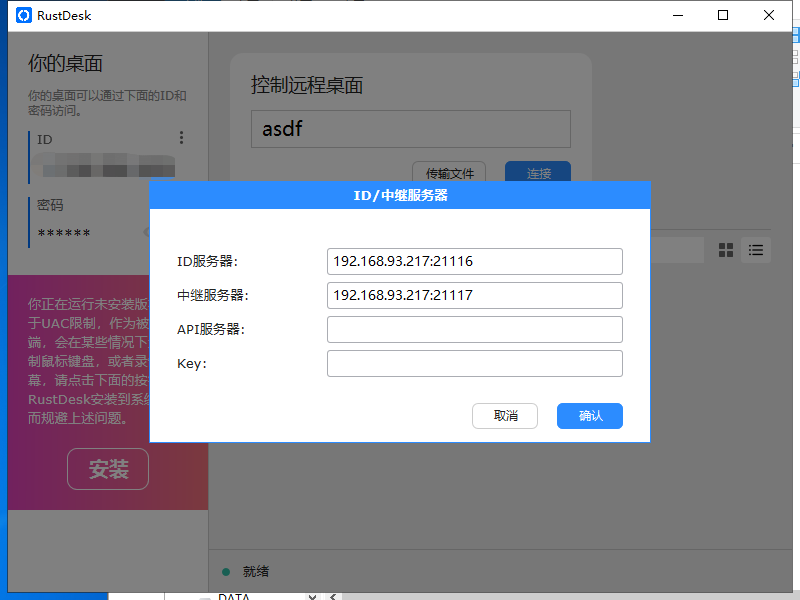 RustDesk
你的桌面
你的桌面可以通过下面的ID和
密码访问。
ID
密码
******
你正在运行未安装版
于UAC限制，作为被
端，会在某些情况下
制鼠标键盘，或者录
幕，请点击下面的按
RustDesk安装到系统
而规避上述问题。
安装
控制远程桌面
asdf
传输文件
连接
ID/中继服务器
ID服务器:
192.168.93.217:21116
中继服务器:
192.168.93.217:21117
API服务器:
Key:
取消
确认
就绪
DATA